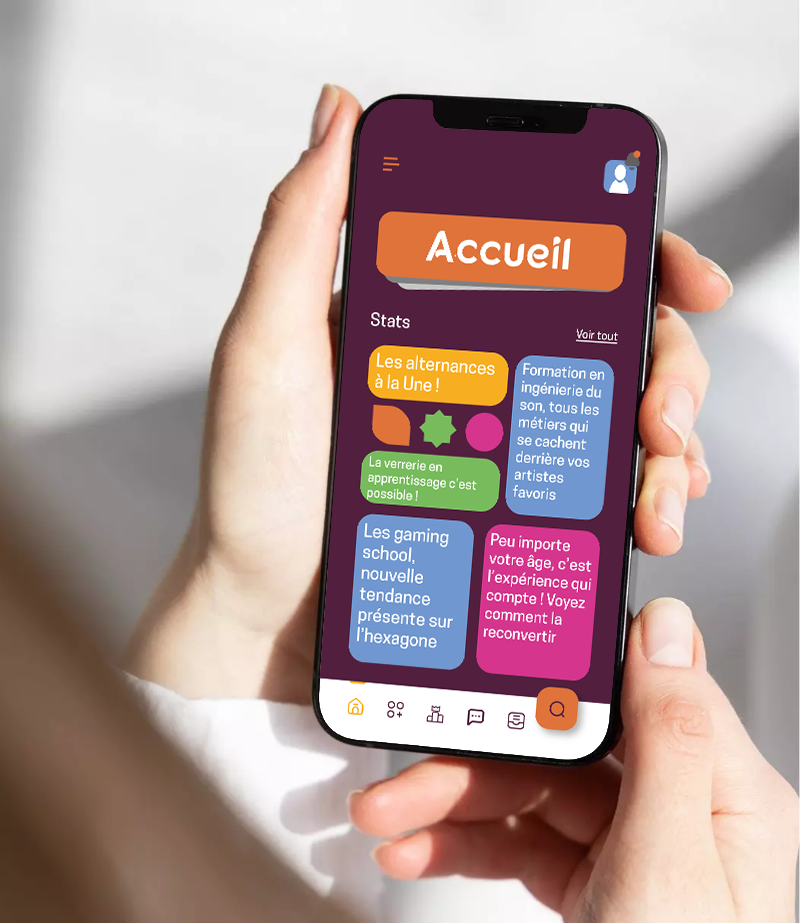 Accueil
Stats
Voir tout
Les alternances
à la Une !
Formation en
ingénierie du
son, tous les
métiers qui
se cachent
derrière vos
artistes
favoris
La verrerie en
apprentissage c'est
possible !
Les gaming
school,
nouvelle
tendance
présente sur
l'hexagone
Peu importe
votre âge, c'est
l'expérience qui
compte ! Voyez
comment la
reconvertir